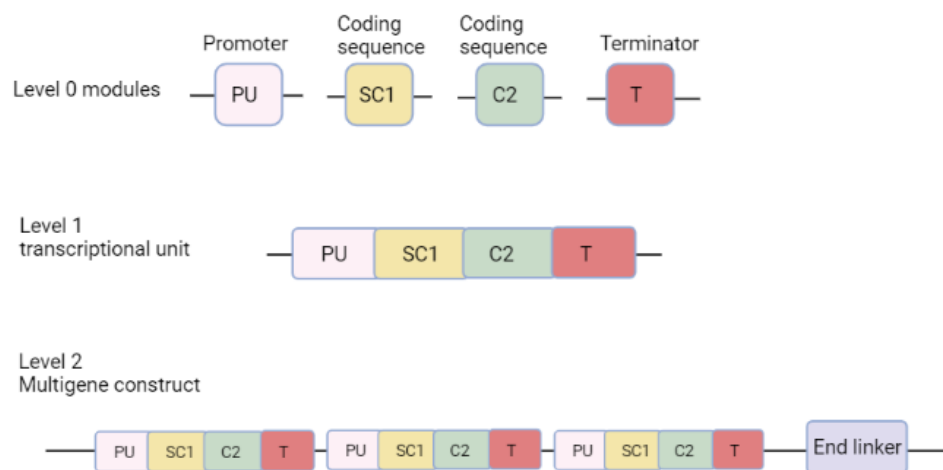 Promoter
Coding
sequence
Coding
sequence
Terminator
Level 0 modules
PU
SC1
C2
T
Level 1
transcriptional unit
PU
SC1
C2
T
Level 2
Multigene construct
PU
SC1
C2
T
PU
SC1
C2
T
PU
SC1
C2
T
End linker